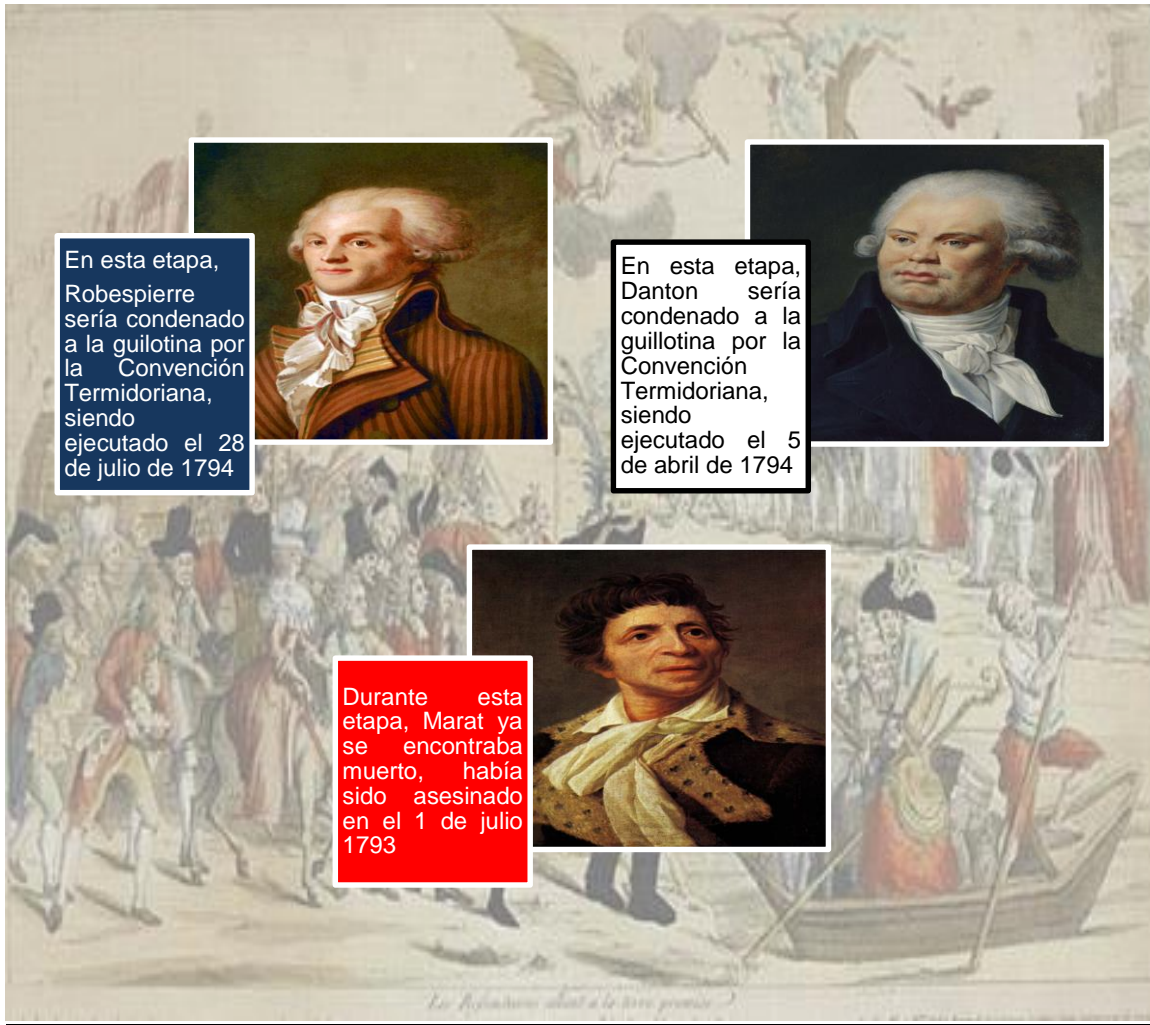 En esta etapa,
Robespierre
sería condenado
a la guilotina por
la Convención
Termidoriana,
siendo
ejecutado el 28
de julio de 1794
En esta etapa,
Danton sería
condenado a la
guillotina por la
Convención
Termidoriana,
siendo
ejecutado el 5
de abril de 1794
Durante esta
etapa, Marat ya
se encontraba
muerto, había
sido asesinado
en el 1 de julio
1793